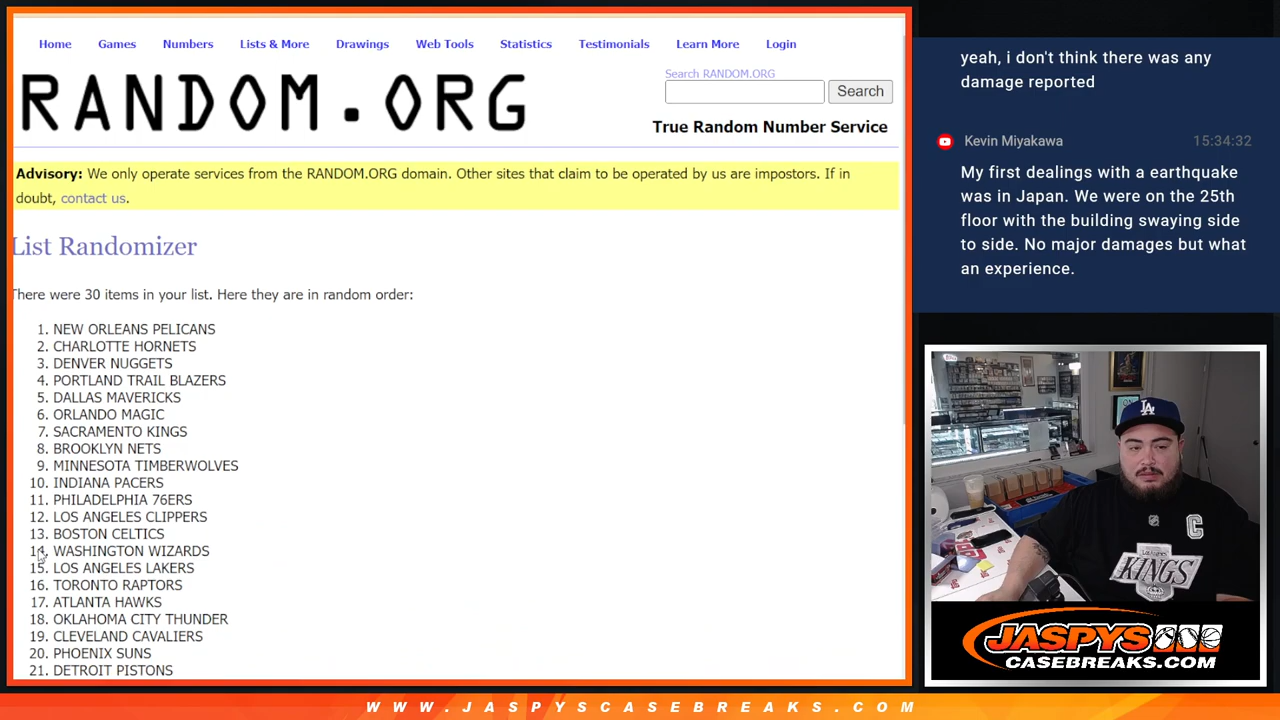 Home Games Numbers Lists & More Drawings Web Tools Statistics Testimonials Learn More Login
RANDOM.ORG
Search RANDOM.ORG
Search
True Random Number Service
Advisory: We only operate services from the RANDOM.ORG domain. Other sites that claim to be operated by us are impostors. If in
doubt, contact us.
List Randomizer
There were 30 items in your list. Here they are in random order:
1. NEW ORLEANS PELICANS
2. CHARLOTTE HORNETS
3. DENVER NUGGETS
4. PORTLAND TRAIL BLAZERS
5. DALLAS MAVERICKS
6. ORLANDO MAGIC
7. SACRAMENTO KINGS
8. BROOKLYN NETS
9. MINNESOTA TIMBERWOLVES
10. INDIANA PACERS
11. PHILADELPHIA 76ERS
12. LOS ANGELES CLIPPERS
13. BOSTON CELTICS
14. WASHINGTON WIZARDS
15. LOS ANGELES LAKERS
16. TORONTO RAPTORS
17. ATLANTA HAWKS
18. OKLAHOMA CITY THUNDER
19. CLEVELAND CAVALIERS
20. PHOENIX SUNS
21. DETROIT PISTONS
yeah, i don't think there was any
damage reported
Kevin Miyakawa 15:34:32
My first dealings with a earthquake
was in Japan. We were on the 25th
floor with the building swaying side
to side. No major damages but what
an experience.
LA
C
LOS ANGELES
KINGS
JASPYS
CASEBREAKS.COM
WWW.JASPYSCASEBREAKS.COM